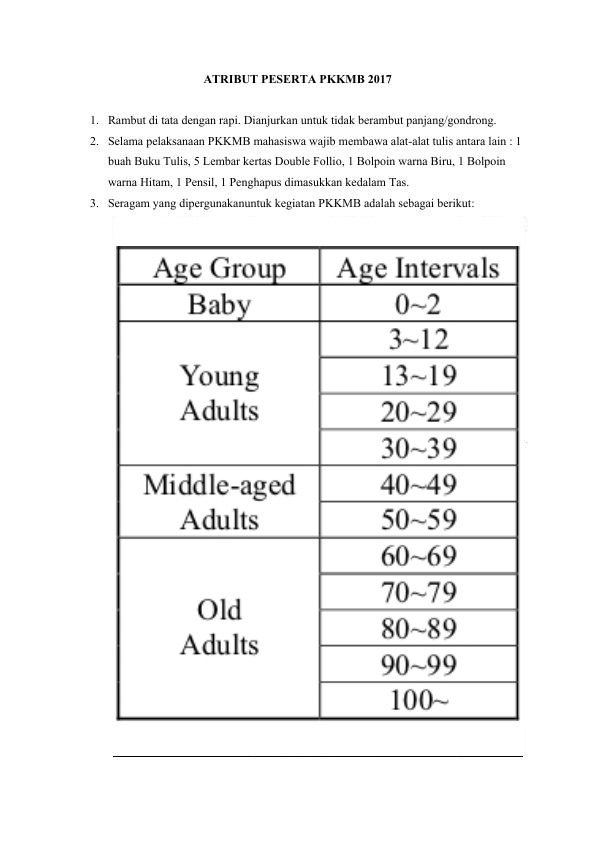 ATRIBUT PESERTA PKKMB 2017
1. Rambut di tata dengan rapi. Dianjurkan untuk tidak berambut panjang/gondrong.
2. Selama pelaksanaan PKKMB mahasiswa wajib membawa alat-alat tulis antara lain : 1
buah Buku Tulis, 5 Lembar kertas Double Follio, 1 Bolpoin warna Biru, 1 Bolpoin
warna Hitam, 1 Pensil, 1 Penghapus dimasukkan kedalam Tas.
3. Seragam yang dipergunakanuntuk kegiatan PKKMB adalah sebagai berikut:
Age Group Age Intervals
Baby 0~2
3~12
Young 13~19
Adults 20~29
30~39
Middle-aged 40~49
Adults 50~59
60~69
70~79
Old 80~89
Adults 90~99
100~